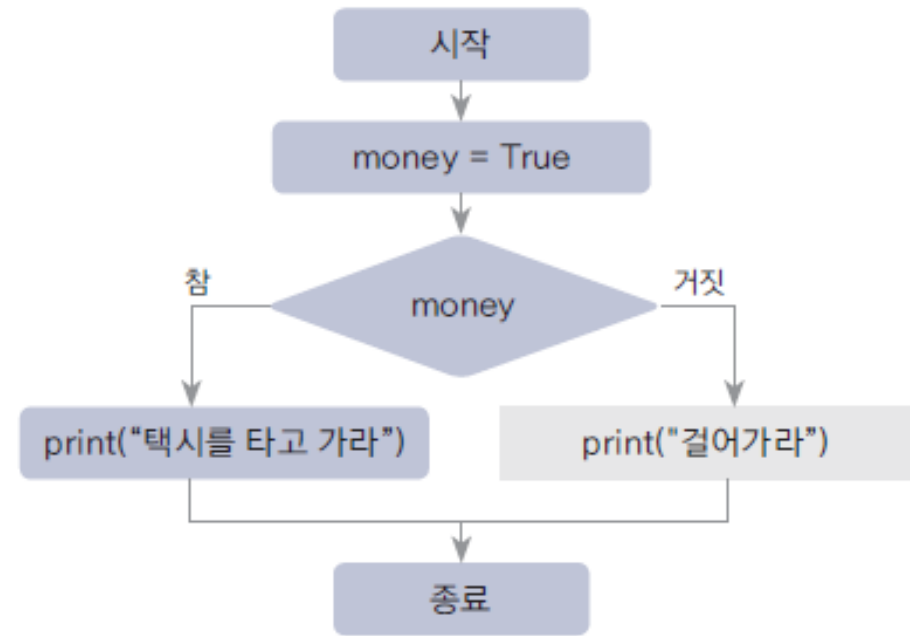 시작
money = True
money
참
거짓
print(“택시를 타고 가라”)
print("걸어가라”)
종료